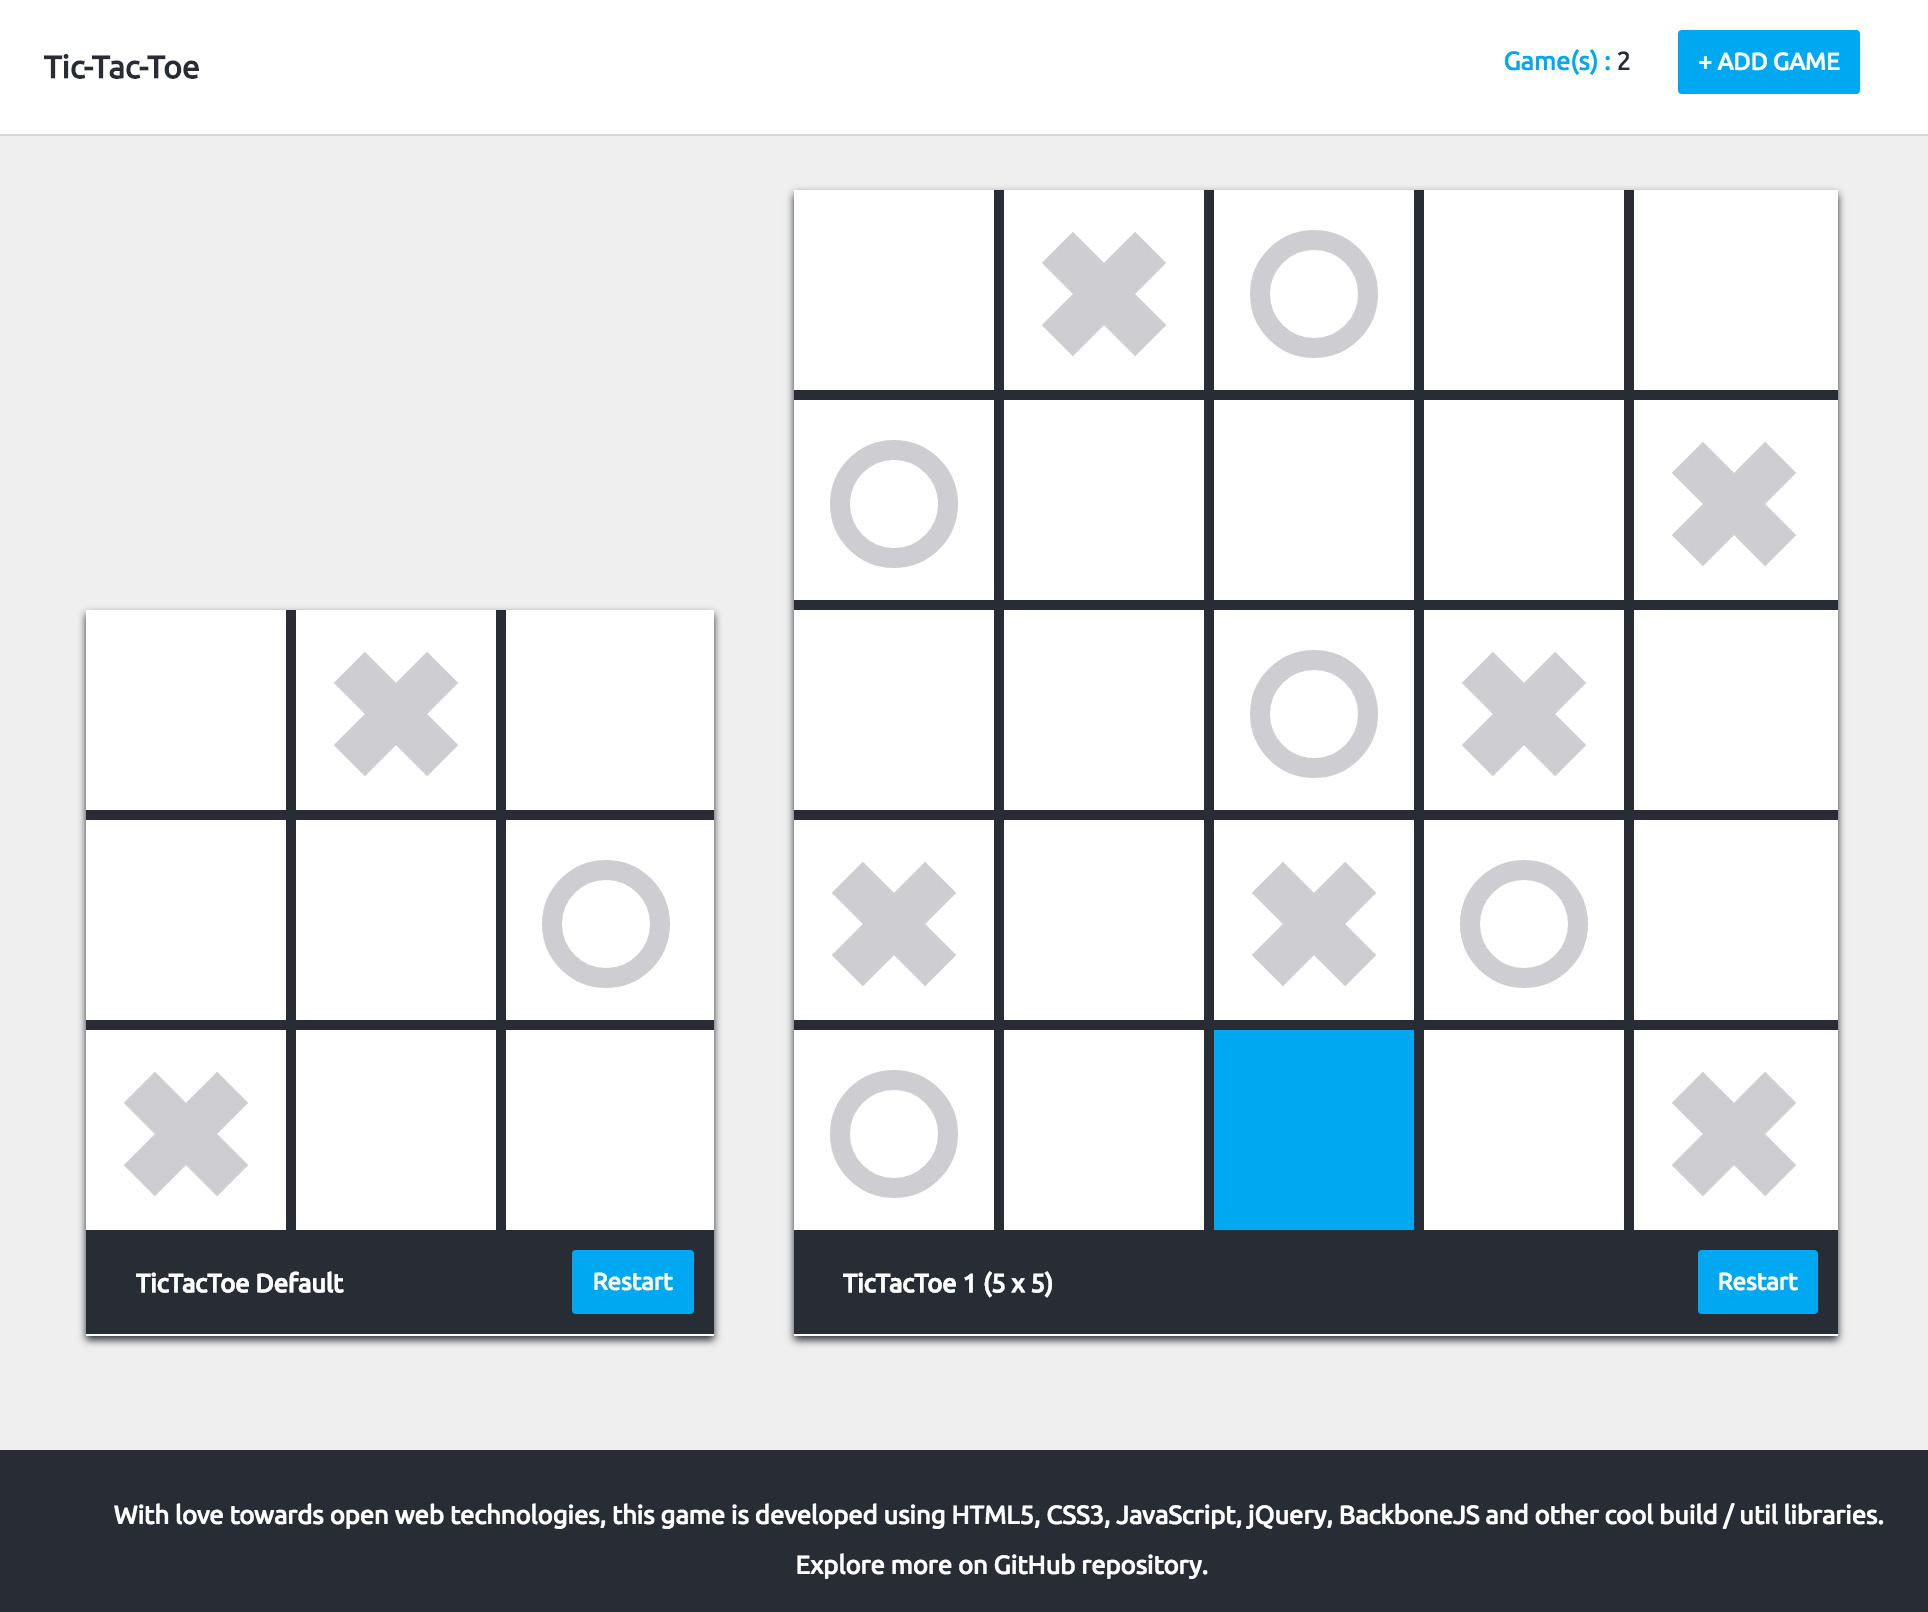 Tic-Tac-Toe
Game(s) : 2
+ ADD GAME
TicTacToe Default
Restart
TicTacToe 1 (5 x 5)
Restart
With love towards open web technologies, this game is developed using HTML5, CSS3, JavaScript, jQuery, BackboneJS and other cool build / util libraries.
Explore more on GitHub repository.